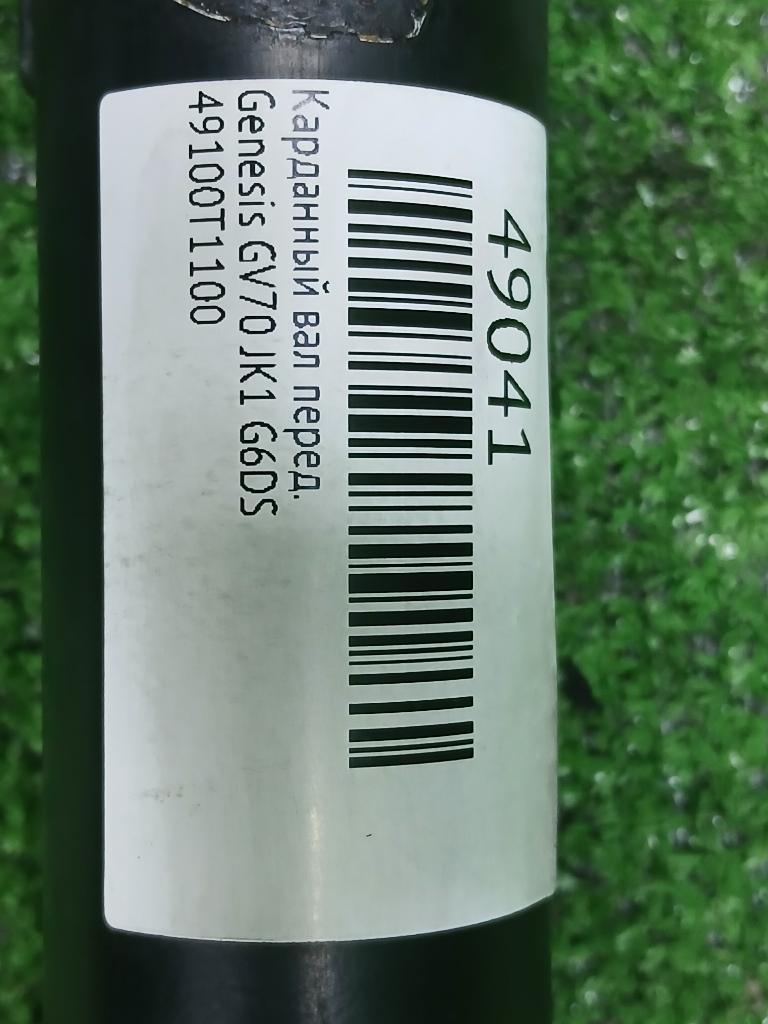 49041
Карданный вал перед.
Genesis GV70 JK1 G6DS
49100T1100